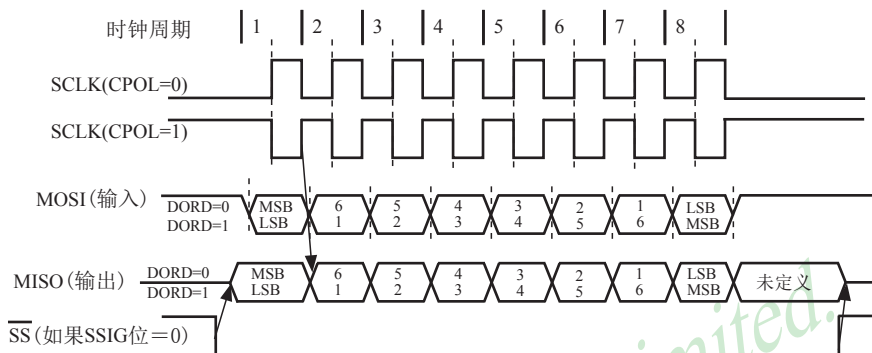 时钟周期 1 2 3 4 5 6 7 8
SCLK(CPOL=0)
SCLK(CPOL=1)
MOSI(输入) DORD=0 MSB 6 5 4 3 2 1 LSB
DORD=1 LSB 1 2 3 4 5 6 MSB
MISO(输出) DORD=0 MSB 6 5 4 3 2 1 LSB 未定义
DORD=1 LSB 1 2 3 4 5 6 MSB
SS(如果SSIG位=0)
imited.